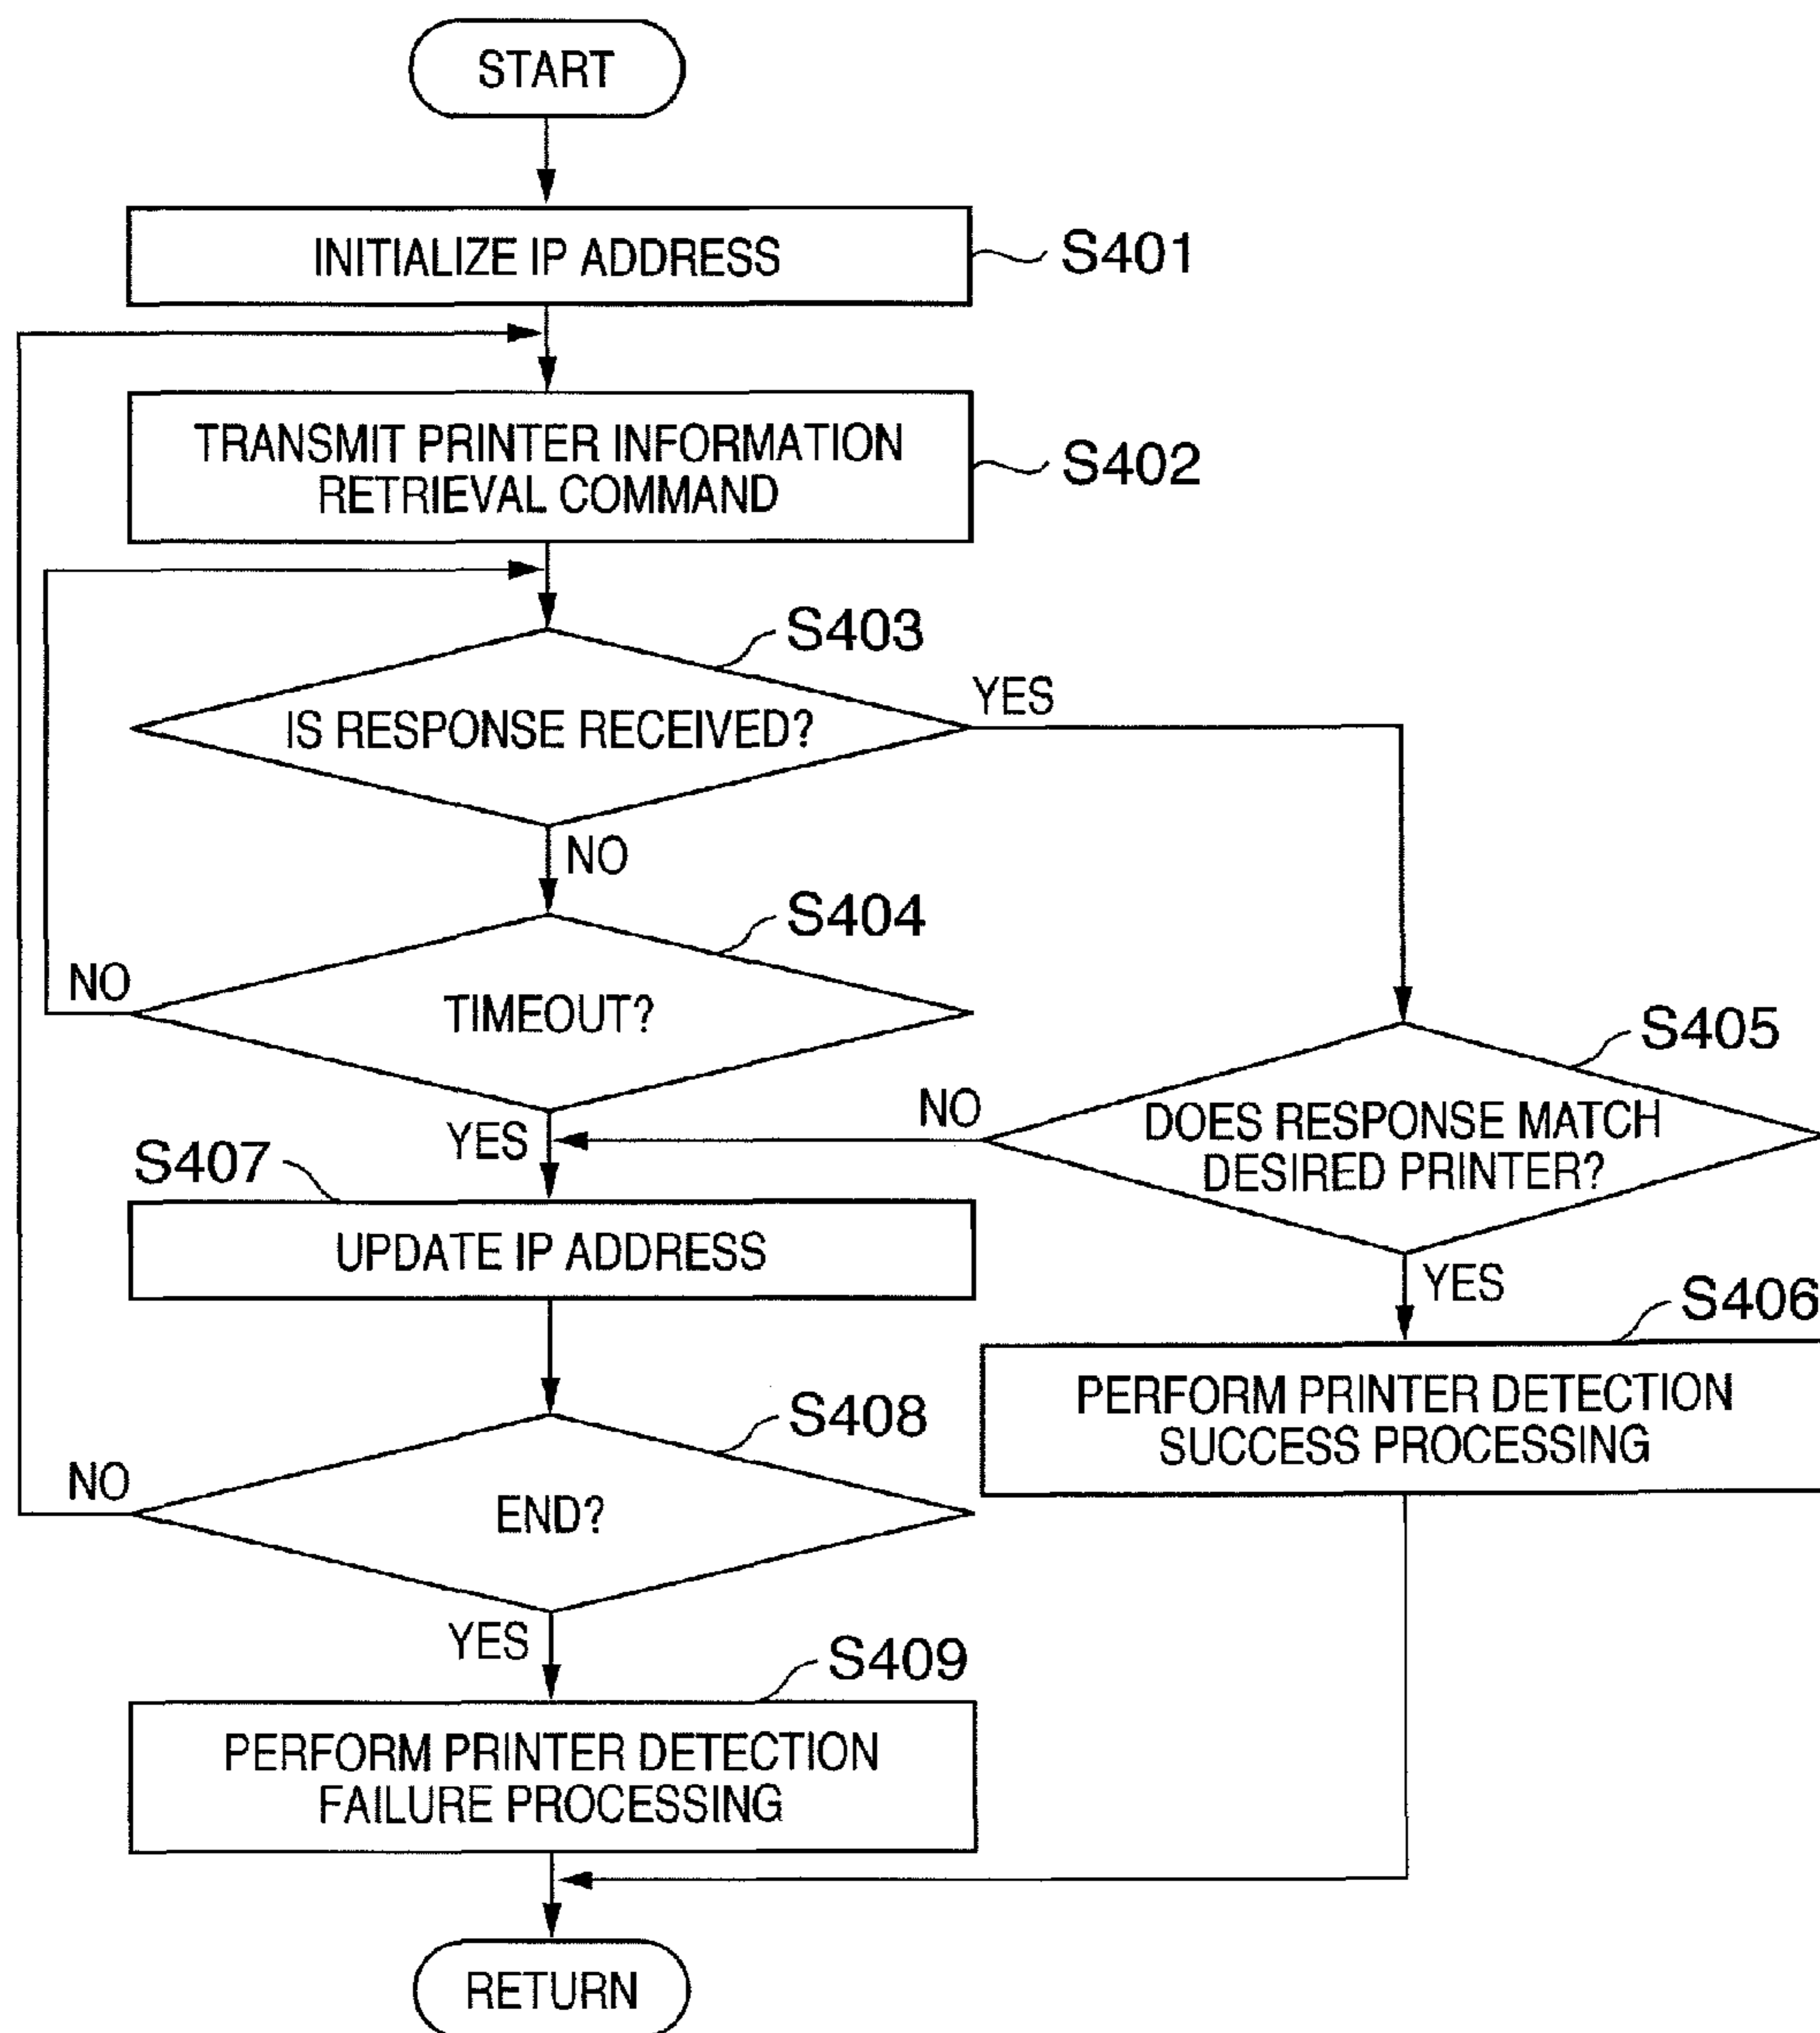 START
INITIALIZE IP ADDRESS
S401
TRANSMIT PRINTER INFORMATION
RETRIEVAL COMMAND
S402
S403
IS RESPONSE RECEIVED?
YES
NO
S404
TIMEOUT?
NO
YES
S405
DOES RESPONSE MATCH
DESIRED PRINTER?
NO
YES
S407
UPDATE IP ADDRESS
S406
PERFORM PRINTER DETECTION
SUCCESS PROCESSING
S408
END?
NO
YES
S409
PERFORM PRINTER DETECTION
FAILURE PROCESSING
RETURN